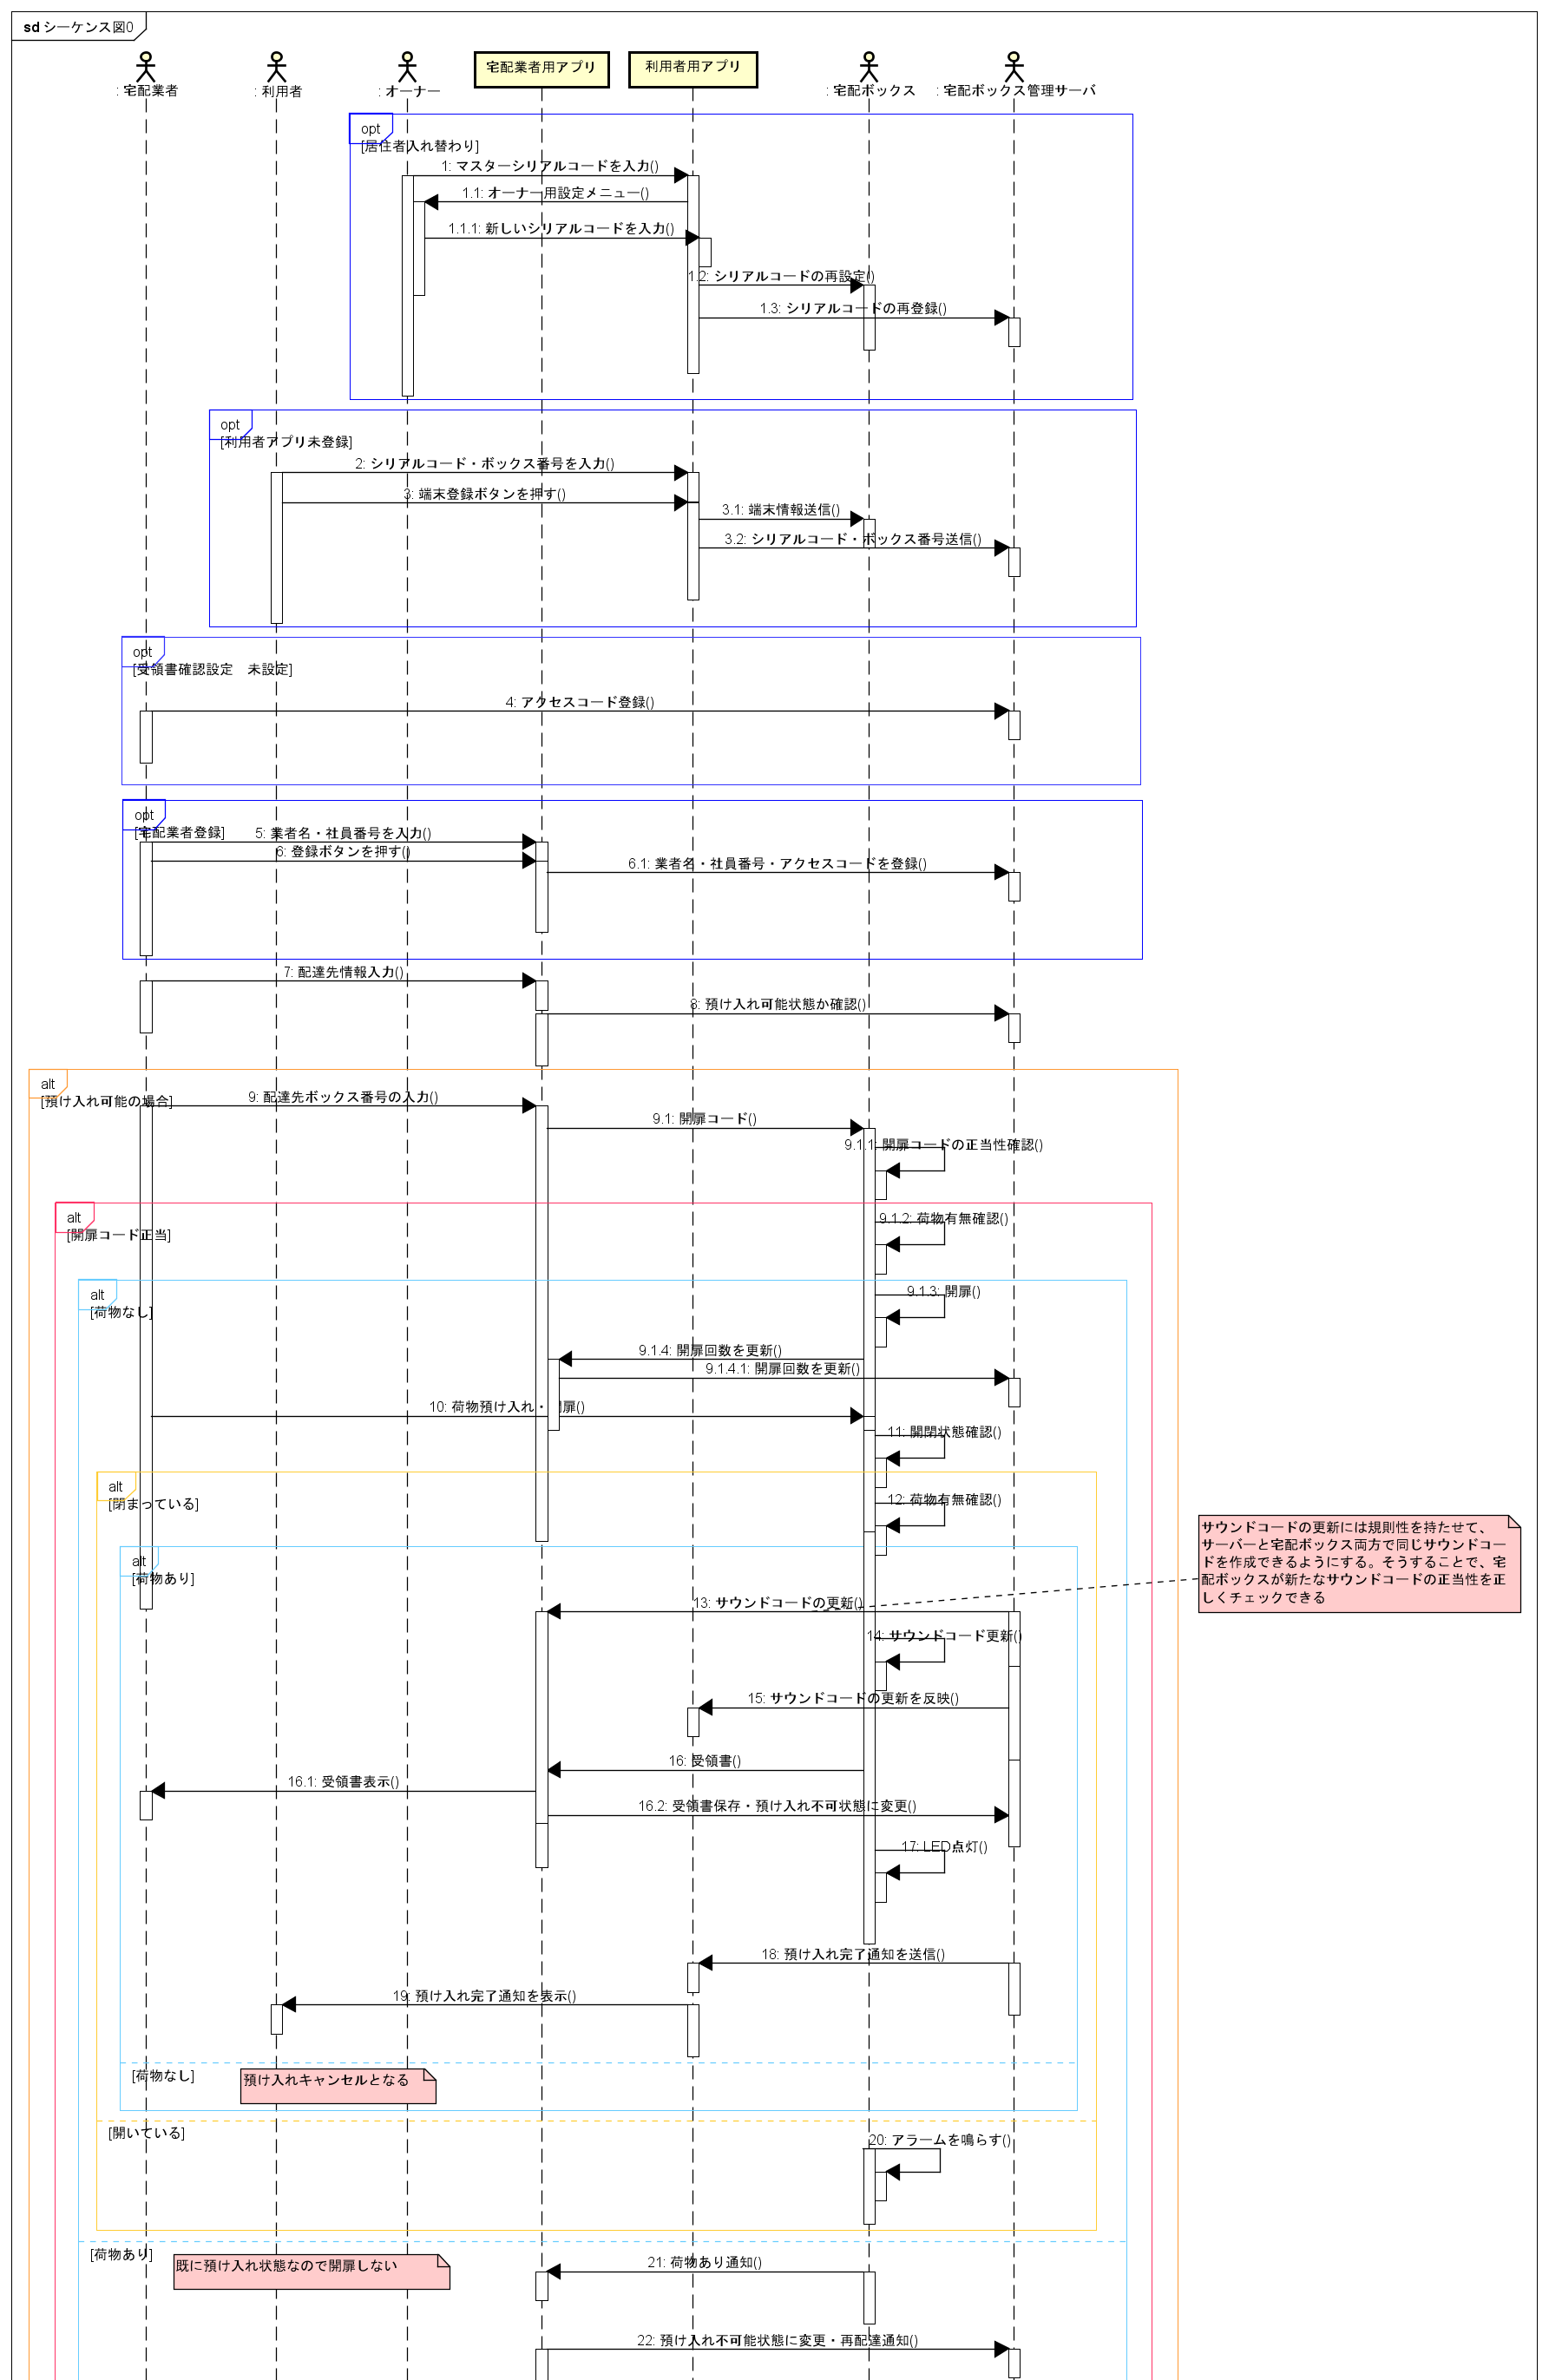 sd シーケンス図0
: 宅配業者
: 利用者
: オーナー
宅配業者用アプリ
利用者用アプリ
: 宅配ボックス
: 宅配ボックス管理サーバ
opt
[居住者入れ替わり]
1: マスターシリアルコードを入力()
1.1: オーナー用設定メニュー()
1.1.1: 新しいシリアルコードを入力()
1.2: シリアルコードの再設定()
1.3: シリアルコードの再登録()
opt
[利用者アプリ未登録]
2: シリアルコード・ボックス番号を入力()
3: 端末登録ボタンを押す()
3.1: 端末情報送信()
3.2: シリアルコード・ボックス番号送信()
opt
[受領書確認設定　未設定]
4: アクセスコード登録()
opt
[宅配業者登録]
5: 業者名・社員番号を入力()
6: 登録ボタンを押す()
6.1: 業者名・社員番号・アクセスコードを登録()
7: 配達先情報入力()
8: 預け入れ可能状態か確認()
alt
[預け入れ可能の場合]
9: 配達先ボックス番号の入力()
9.1: 開扉コード()
9.1.1: 開扉コードの正当性確認()
alt
[開扉コード正当]
9.1.2: 荷物有無確認()
alt
[荷物なし]
9.1.3: 開扉()
9.1.4: 開扉回数を更新()
9.1.4.1: 開扉回数を更新()
10: 荷物預け入れ・ 扉()
11: 開閉状態確認()
alt
[閉まっている]
12: 荷物有無確認()
サウンドコードの更新には規則性を持たせて、
サーバーと宅配ボックス両方で同じサウンドコー
ドを作成できるようにする。そうすることで、宅
配ボックスが新たなサウンドコードの正当性を正
しくチェックできる
alt
[荷物あり]
13: サウンドコードの更新()
14: サウンドコード更新()
15: サウンドコードの更新を反映()
16: 受領書()
16.1: 受領書表示()
16.2: 受領書保存・預け入れ不可状態に変更()
17: LED点灯()
18: 預け入れ完了通知を送信()
19: 預け入れ完了通知を表示()
[荷物なし]
預け入れキャンセルとなる
[開いている]
20: アラームを鳴らす()
[荷物あり]
既に預け入れ状態なので開扉しない
21: 荷物あり通知()
22: 預け入れ不可能状態に変更・再配達通知()